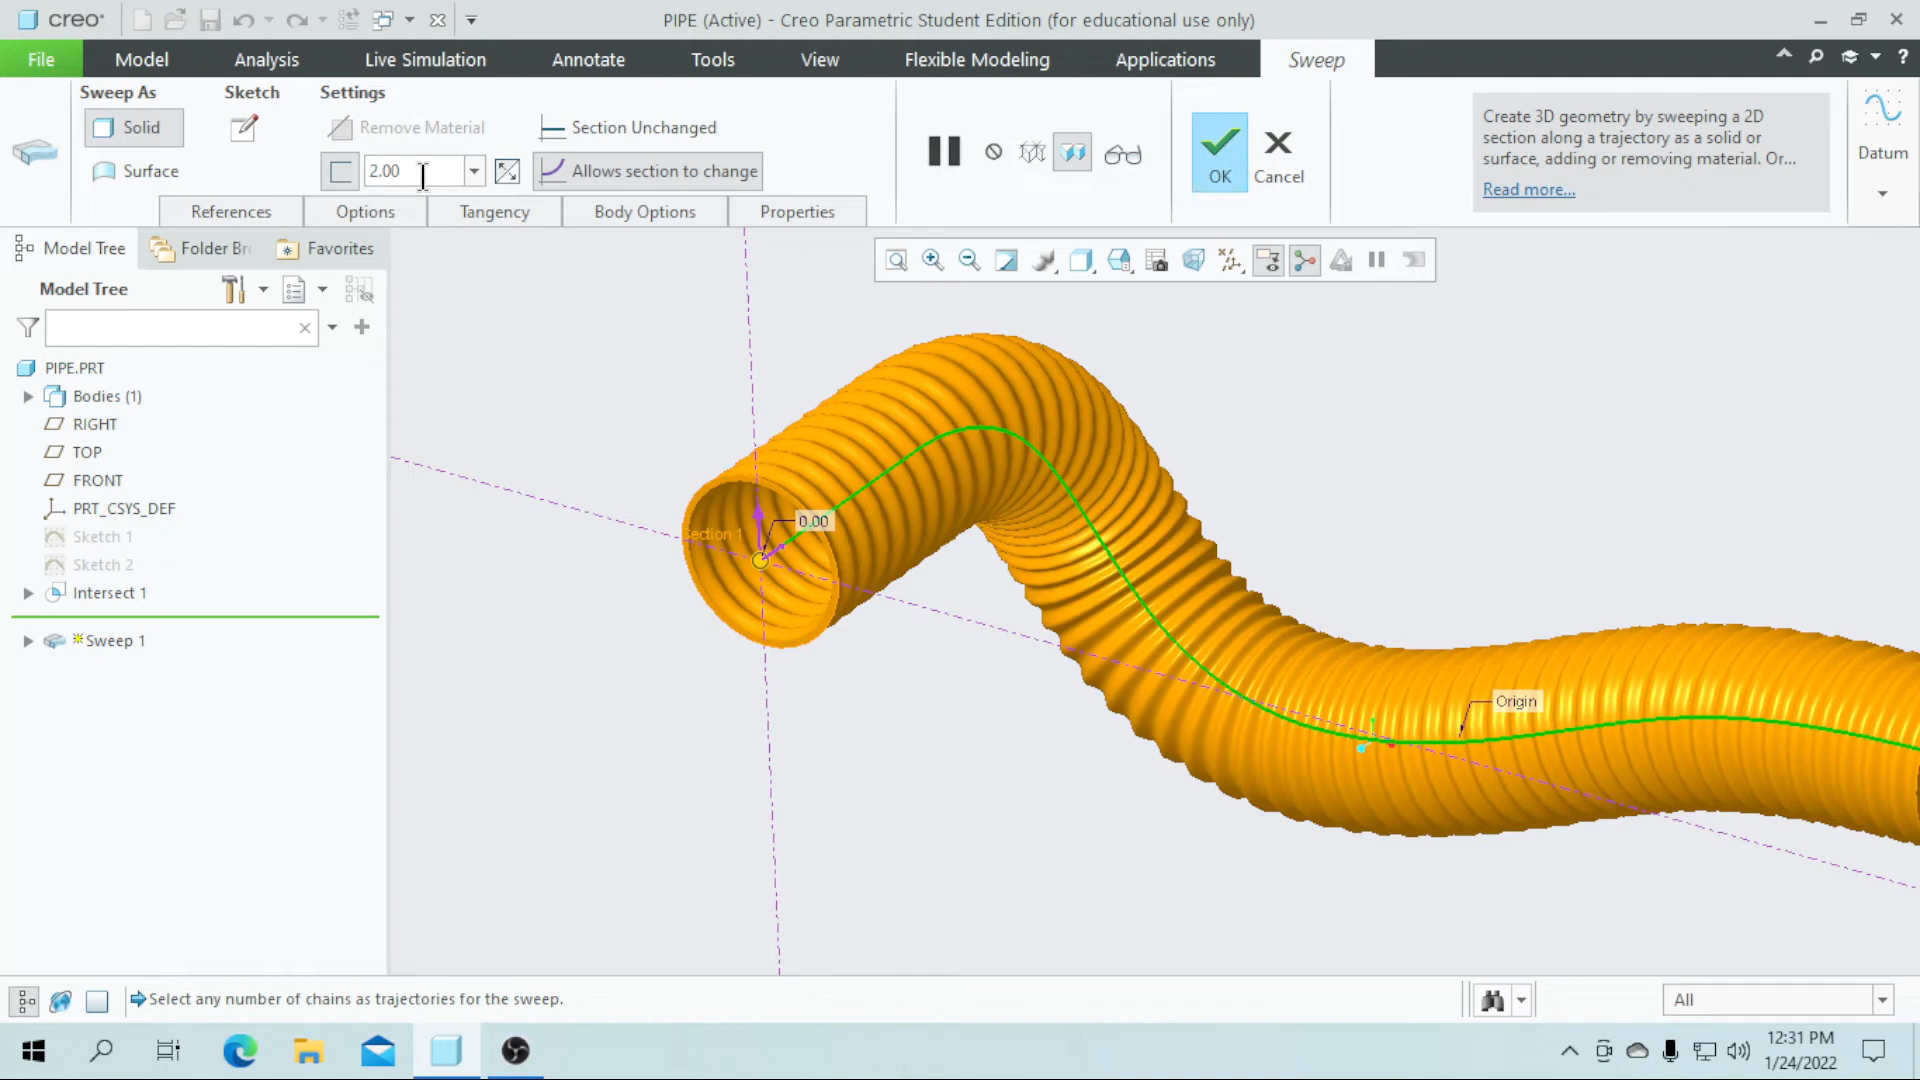 creo
PIPE (Active) - Creo Parametric Student Edition (for educational use only)
File
Model
Analysis
Live Simulation
Annotate
Tools
View
Flexible Modeling
Applications
Sweep
Sweep As
Sketch
Settings
Solid
Remove Material
Section Unchanged
Surface
2.00
Allows section to change
OK
Cancel
Create 3D geometry by sweeping a 2D
section along a trajectory as a solid or
surface, adding or removing material. Or...
Read more...
Datum
References
Options
Tangency
Body Options
Properties
Model Tree
Folder Br
Favorites
Model Tree
PIPE.PRT
Bodies (1)
RIGHT
TOP
FRONT
PRT_CSYS_DEF
Sketch 1
Sketch 2
Intersect 1
Sweep 1
0.00
Section 1
Origin
Select any number of chains as trajectories for the sweep.
All
12:31 PM
1/24/2022